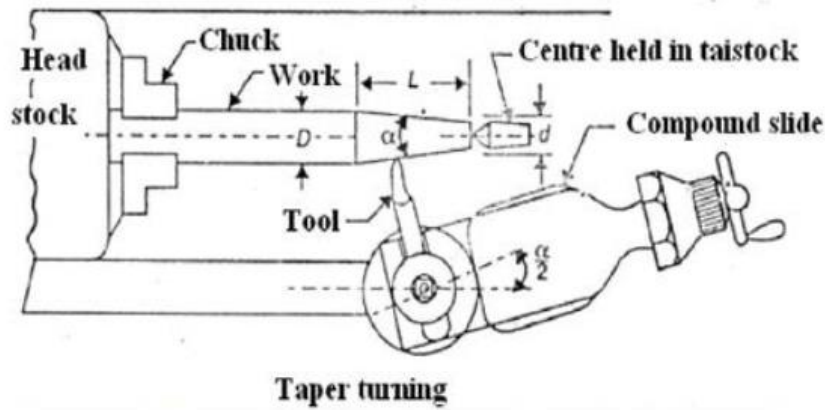 Chuck
Head
stock
Work
L
Centre held in taistock
D
α
d
Compound slide
Tool
α/2
Taper turning